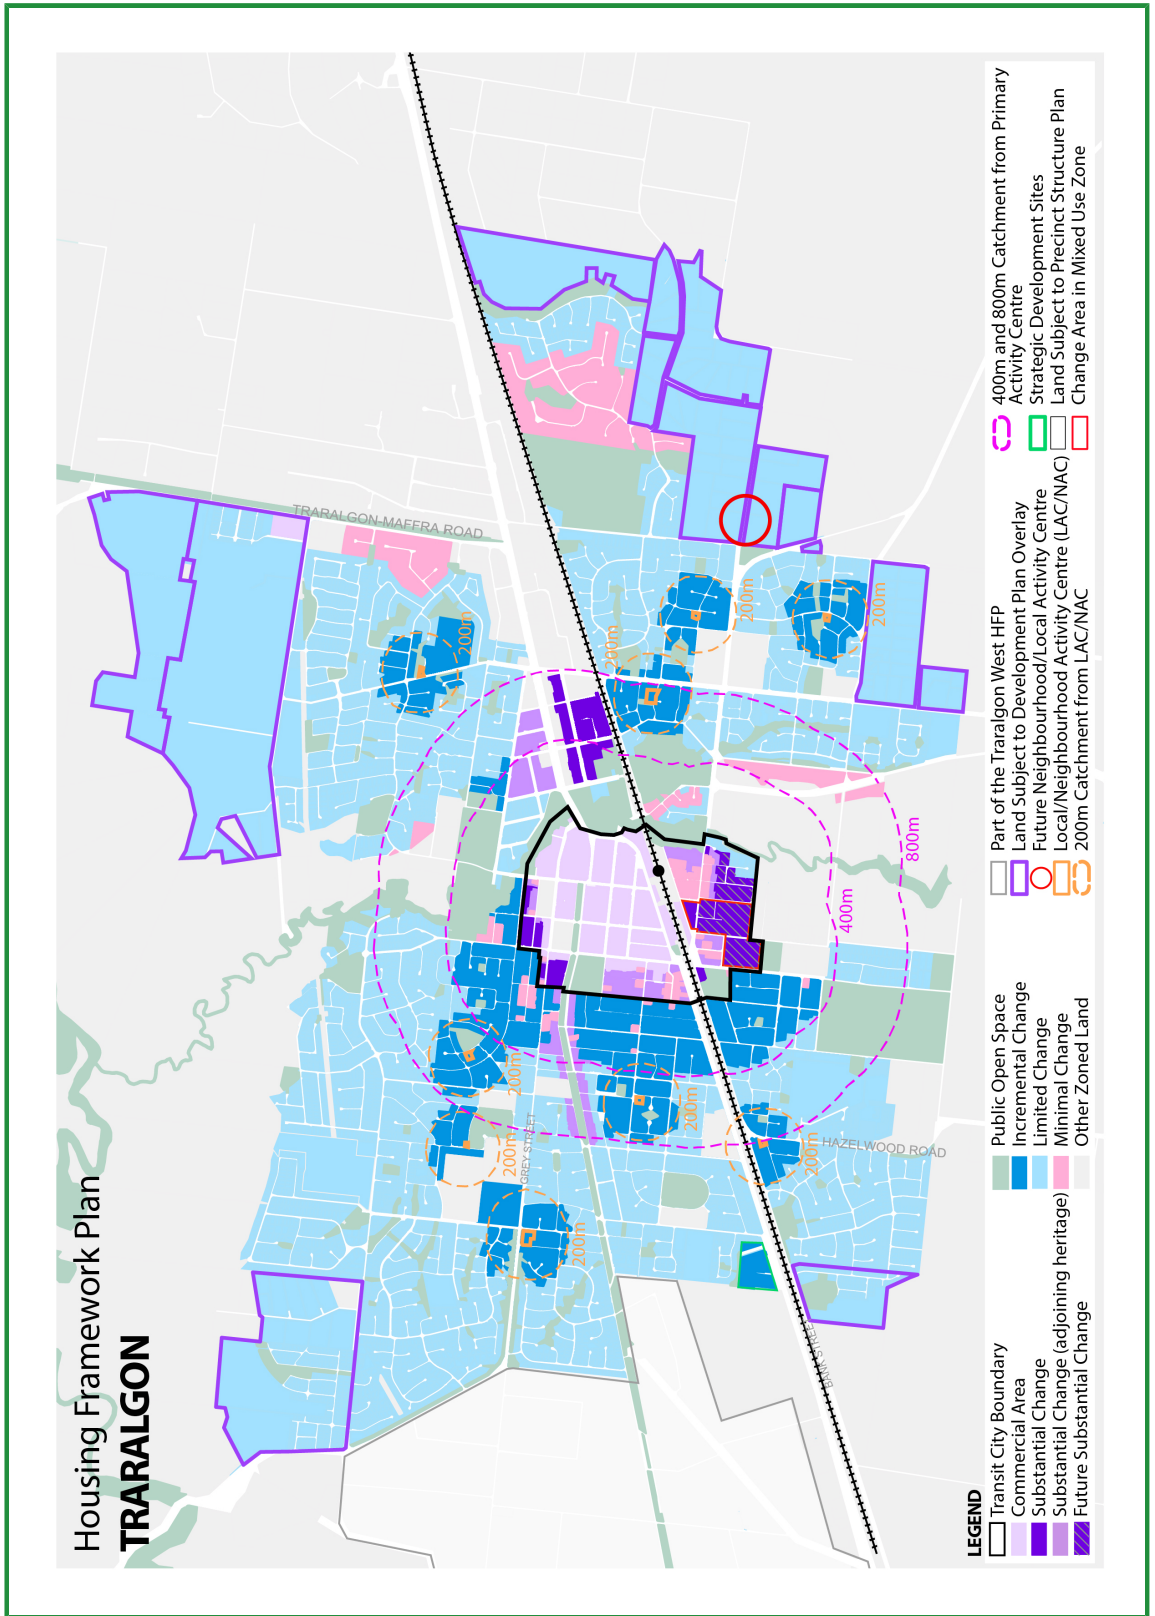 Housing Framework Plan
TRARALGON
TRARALGON-MAFFRA ROAD
GREY STREET
HAZELWOOD ROAD
BANK STREET
200m
200m
200m
200m
200m
200m
200m
200m
200m
200m
400m
800m
LEGEND
Transit City Boundary
Commercial Area
Substantial Change
Substantial Change (adjoining heritage)
Future Substantial Change
Public Open Space
Incremental Change
Limited Change
Minimal Change
Other Zoned Land
Part of the Taralgon West HFP
Land Subject to Development Plan Overlay
Future Neighbourhood/Local Activity Centre
Local/Neighbourhood Activity Centre (LAC/NAC)
200m Catchment from LAC/NAC
400m and 800m Catchment from Primary
Activity Centre
Strategic Development Sites
Land Subject to Precinct Structure Plan
Change Area in Mixed Use Zone